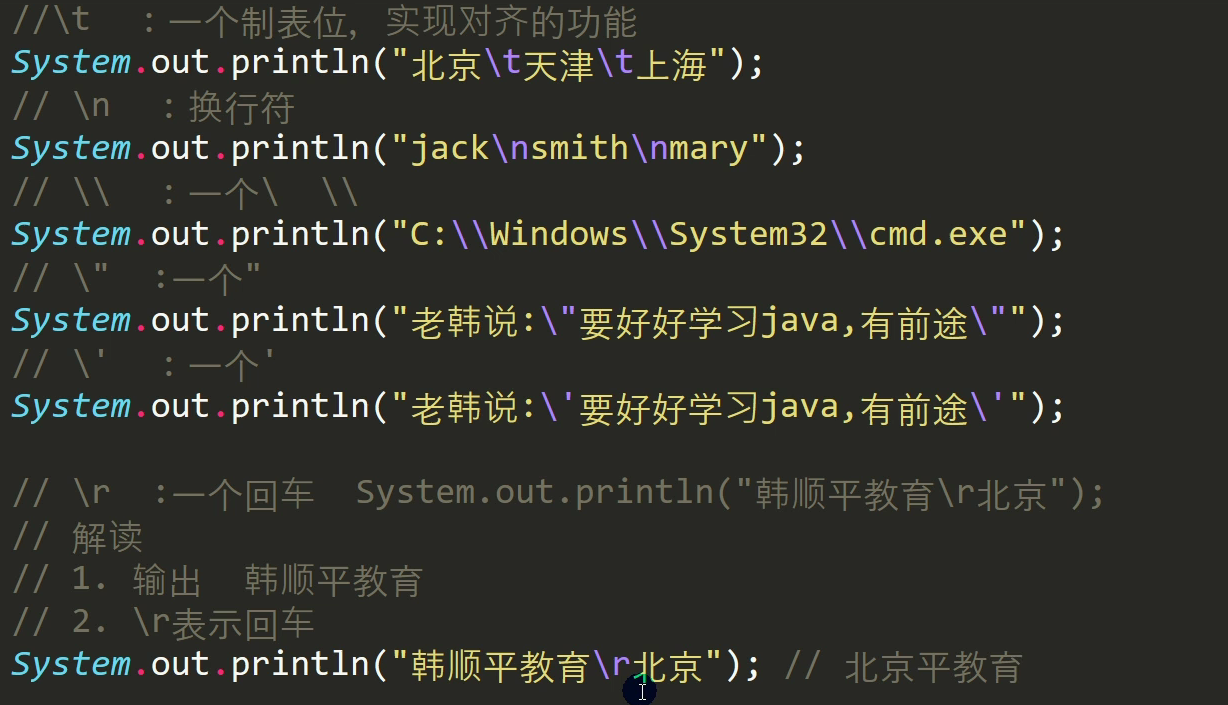 //\t  :一个制表位，实现对齐的功能
System.out.println("北京\t天津\t上海");
// \n  :换行符
System.out.println("jack\nsmith\nmary");
// \\  :一个\  \\
System.out.println("C:\\Windows\\System32\\cmd.exe");
// \"  :一个"
System.out.println("老韩说:\"要好好学习java,有前途\"");
// \'  :一个'
System.out.println("老韩说:\'要好好学习java,有前途\'");
// \r  :一个回车  System.out.println("韩顺平教育\r北京");
// 解读
// 1. 输出  韩顺平教育
// 2. \r表示回车
System.out.println("韩顺平教育\r北京"); // 北京平教育